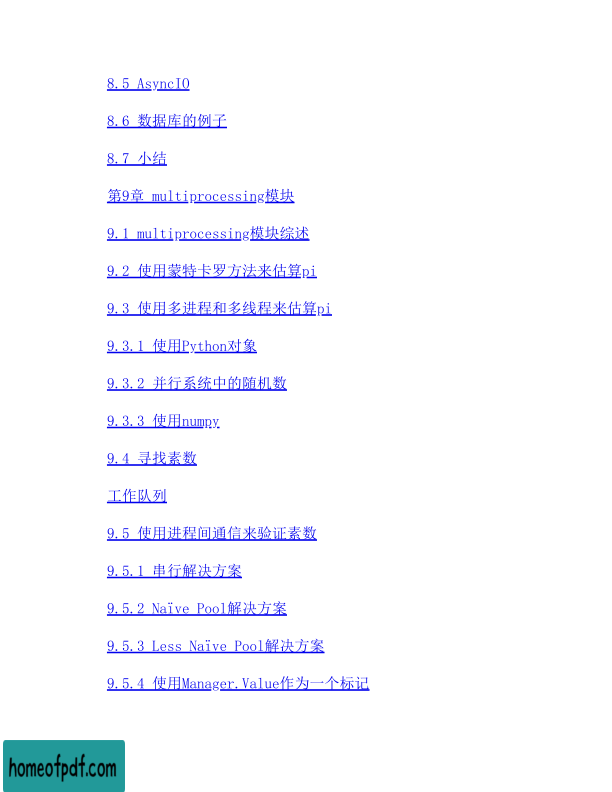 8.5 AsyncIO
8.6 数据库的例子
8.7 小结
第9章 multiprocessing模块
9.1 multiprocessing模块综述
9.2 使用蒙特卡罗方法来估算pi
9.3 使用多进程和多线程来估算pi
9.3.1 使用Python对象
9.3.2 并行系统中的随机数
9.3.3 使用numpy
9.4 寻找素数
工作队列
9.5 使用进程间通信来验证素数
9.5.1 串行解决方案
9.5.2 Naïve Pool解决方案
9.5.3 Less Naïve Pool解决方案
9.5.4 使用Manager.Value作为一个标记
homeofpdf.com